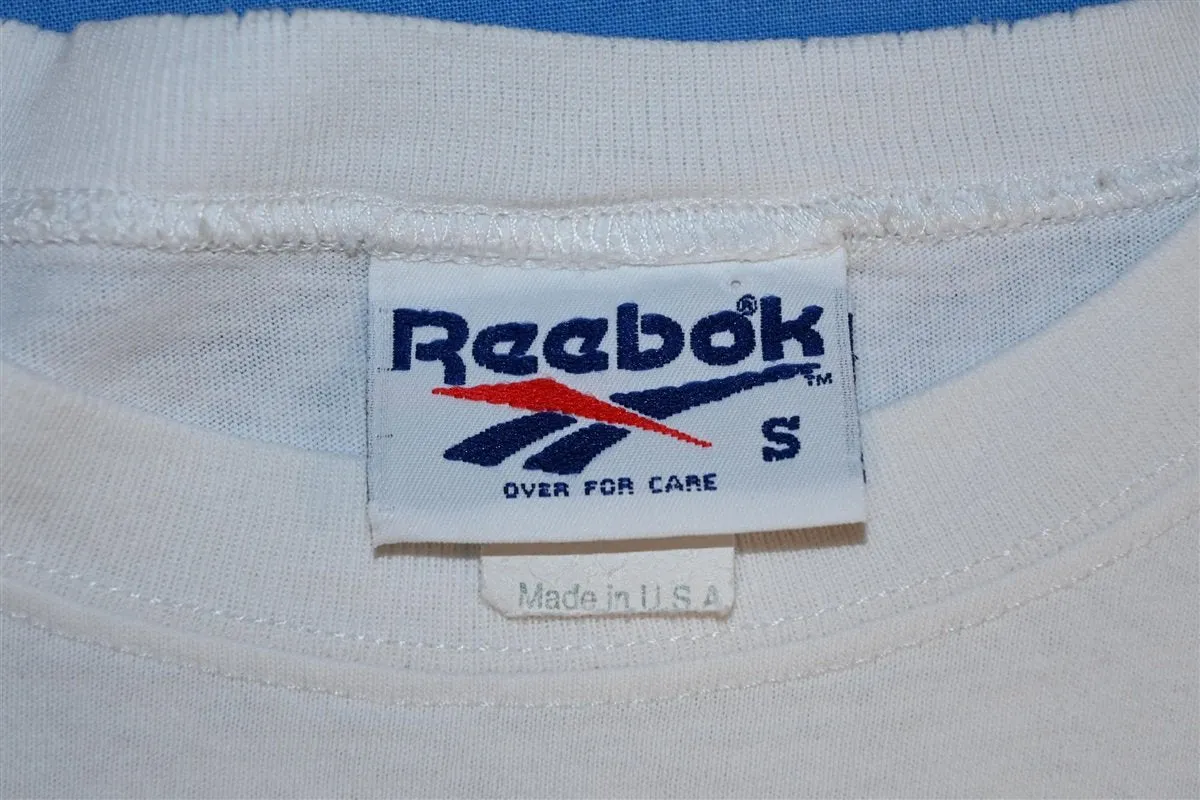 Reebok®
TM
S
OVER FOR CARE
Made in U S A